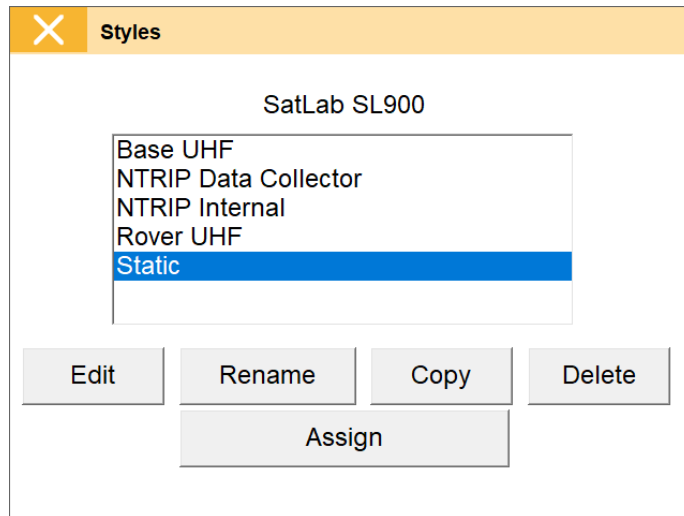 Styles
SatLab SL900
Base UHF
NTRIP Data Collector
NTRIP Internal
Rover UHF
Static
Edit Rename Copy Delete
Assign